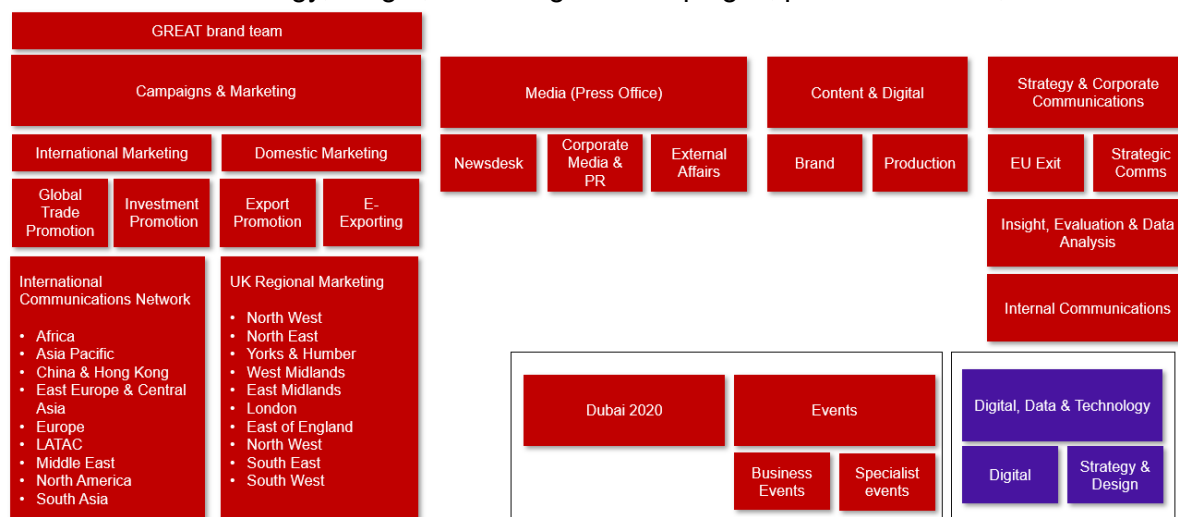 GREAT brand team
Campaigns & Marketing
International Marketing
Domestic Marketing
Global
Trade
Promotion
Investment
Promotion
Export
Promotion
E-
Exporting
International
Communications Network
• Africa
• Asia Pacific
• China & Hong Kong
• East Europe & Central
Asia
• Europe
• LATAC
• Middle East
• North America
• South Asia
UK Regional Marketing
• North West
• North East
• Yorks & Humber
• West Midlands
• East Midlands
• London
• East of England
• North West
• South East
• South West
Media (Press Office)
Newsdesk
Corporate
Media &
PR
External
Affairs
Content & Digital
Brand
Production
Strategy & Corporate
Communications
EU Exit
Strategic
Comms
Insight, Evaluation & Data
Analysis
Internal Communications
Dubai 2020
Events
Business
Events
Specialist
events
Digital, Data & Technology
Digital
Strategy &
Design